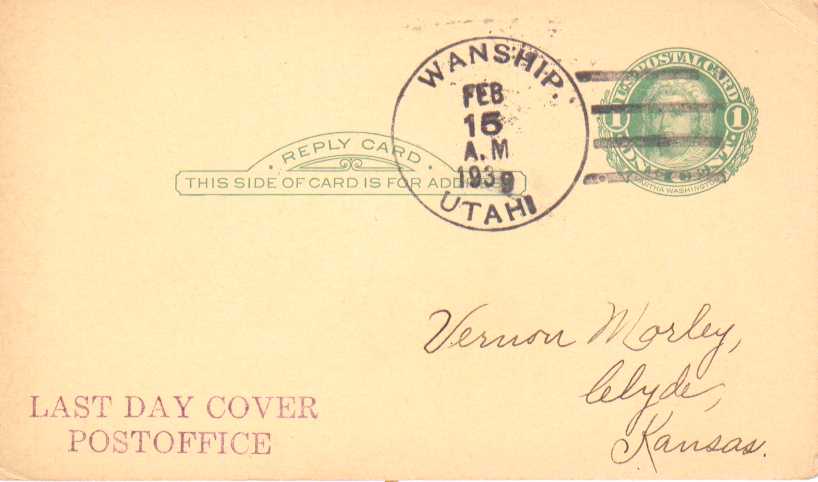 WANSHIP.
FEB
15
A.M
1939
UTAH
U.S. POSTAL CARD
1 1
MARTHA WASHINGTON
· REPLY CARD ·
THIS SIDE OF CARD IS FOR
Vernon Morley,
Clyde,
Kansas.
LAST DAY COVER
POSTOFFICE